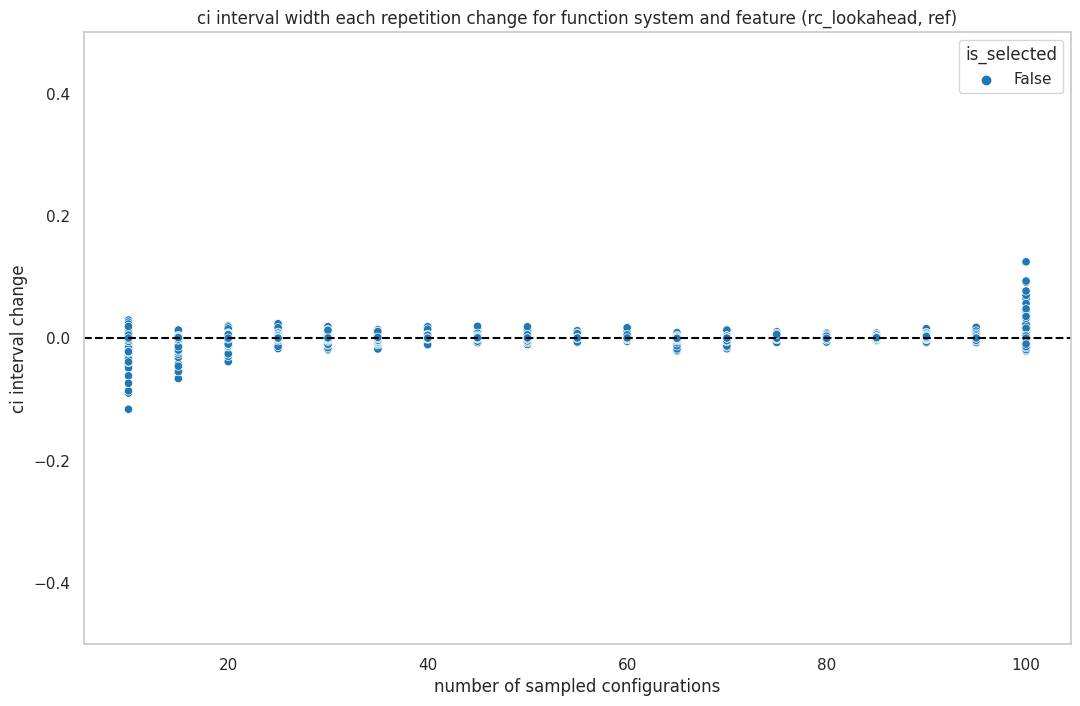 ci interval width each repetition change for function system and feature (rc_lookahead, ref)
is_selected
False
0.4
0.2
0.0
−0.2
−0.4
ci interval change
20 40 60 80 100
number of sampled configurations